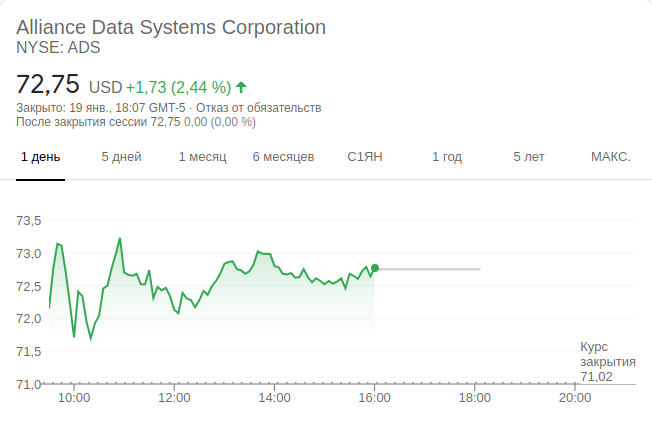 Alliance Data Systems Corporation
NYSE: ADS
72,75 USD +1,73 (2,44 %)
Закрыто: 19 янв., 18:07 GMT-5 · Отказ от обязательств
После закрытия сессии 72,75 0,00 (0,00 %)
1 день 5 дней 1 месяц 6 месяцев С1ЯН 1 год 5 лет МАКС.
73,5
73,0
72,5
72,0
71,5
71,0
Курс
закрытия
71,02
10:00 12:00 14:00 16:00 18:00 20:00